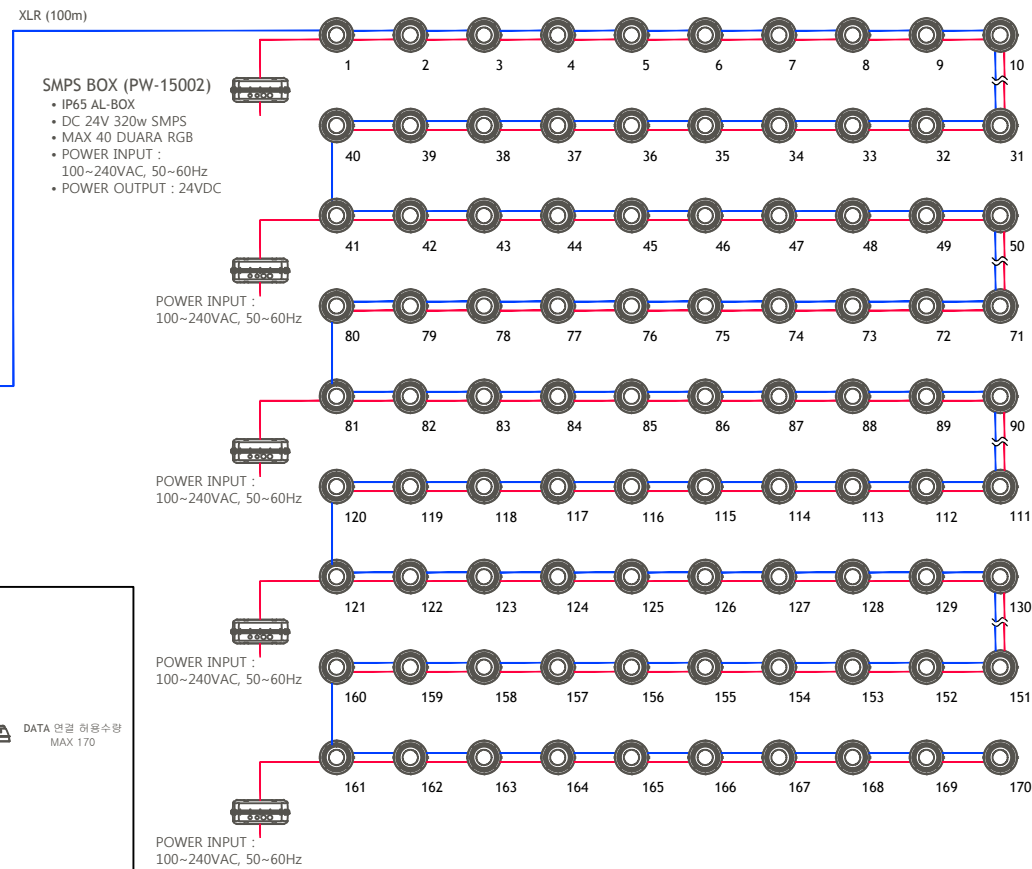 XLR (100m)
1 2 3 4 5 6 7 8 9 10
SMPS BOX (PW-15002)
• IP65 AL-BOX
• DC 24V 320w SMPS
• MAX 40 DUARA RGB
• POWER INPUT :
100~240VAC, 50~60Hz
• POWER OUTPUT : 24VDC
40 39 38 37 36 35 34 33 32 31
41 42 43 44 45 46 47 48 49 50
POWER INPUT :
100~240VAC, 50~60Hz
80 79 78 77 76 75 74 73 72 71
81 82 83 84 85 86 87 88 89 90
POWER INPUT :
100~240VAC, 50~60Hz
120 119 118 117 116 115 114 113 112 111
121 122 123 124 125 126 127 128 129 130
POWER INPUT :
100~240VAC, 50~60Hz
160 159 158 157 156 155 154 153 152 151
DATA 연결 허용수량
MAX 170
161 162 163 164 165 166 167 168 169 170
POWER INPUT :
100~240VAC, 50~60Hz